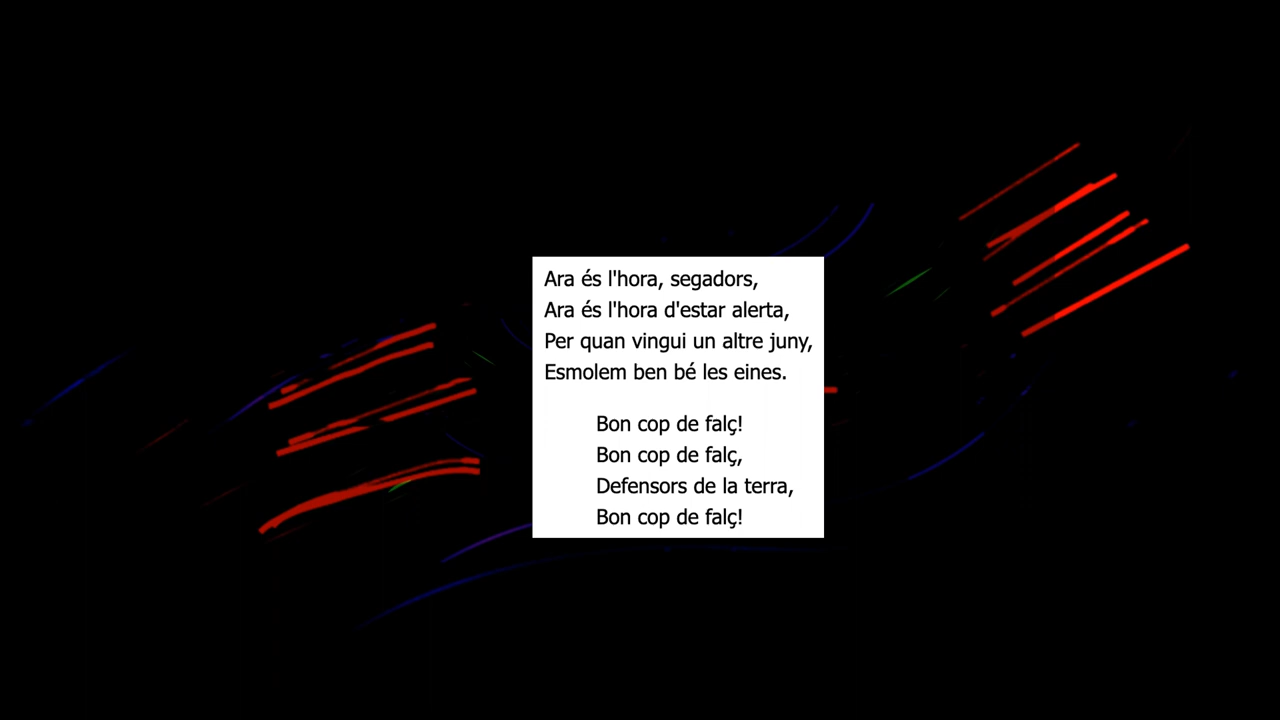 Ara és l'hora, segadors,
Ara és l'hora d'estar alerta,
Per quan vingui un altre juny,
Esmolem ben bé les eines.
Bon cop de falç!
Bon cop de falç,
Defensors de la terra,
Bon cop de falç!